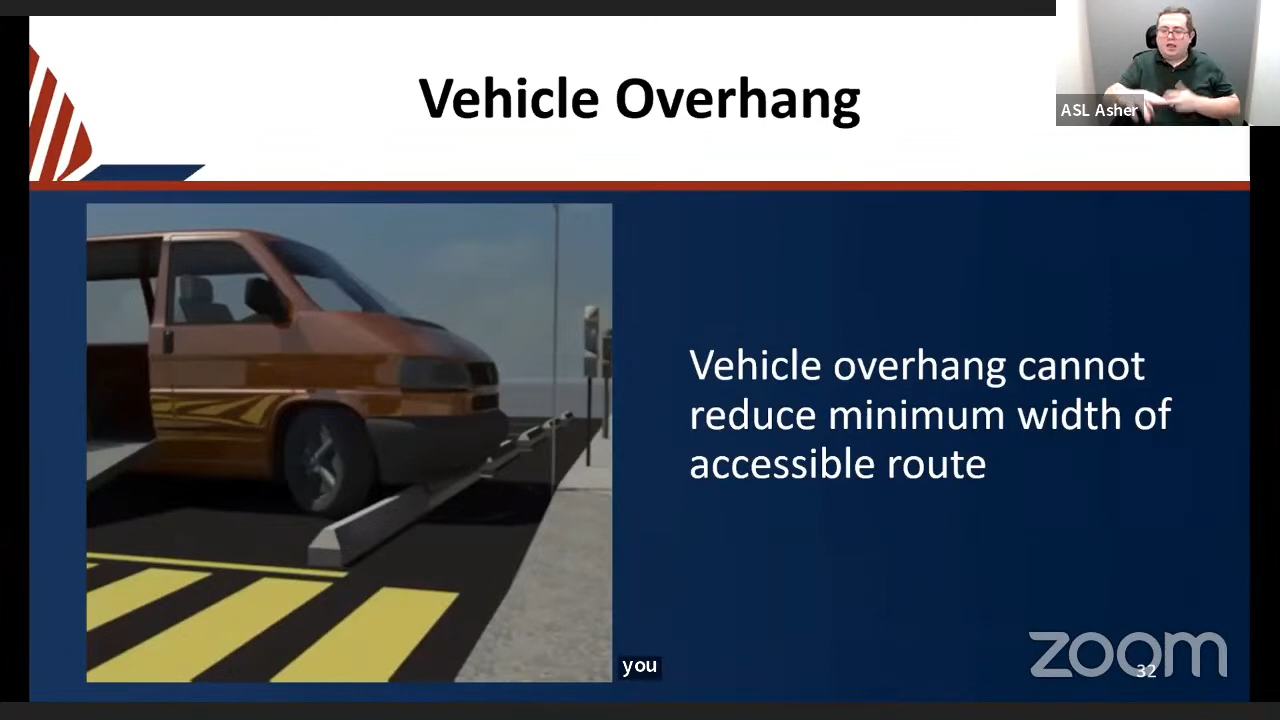 Vehicle Overhang
ASL Asher
Vehicle overhang cannot
reduce minimum width of
accessible route
you
zoom
32